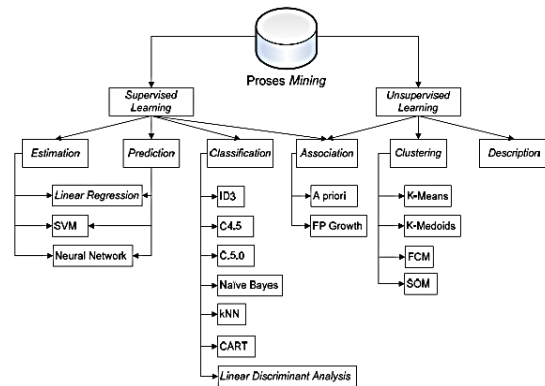 Proses Mining
Supervised
Learning
Unsupervised
Learning
Estimation
Prediction
Classification
Association
Clustering
Description
Linear Regression
SVM
Neural Network
ID3
C4.5
C.5.0
Naïve Bayes
kNN
CART
Linear Discriminant Analysis
A priori
FP Growth
K-Means
K-Medoids
FCM
SOM